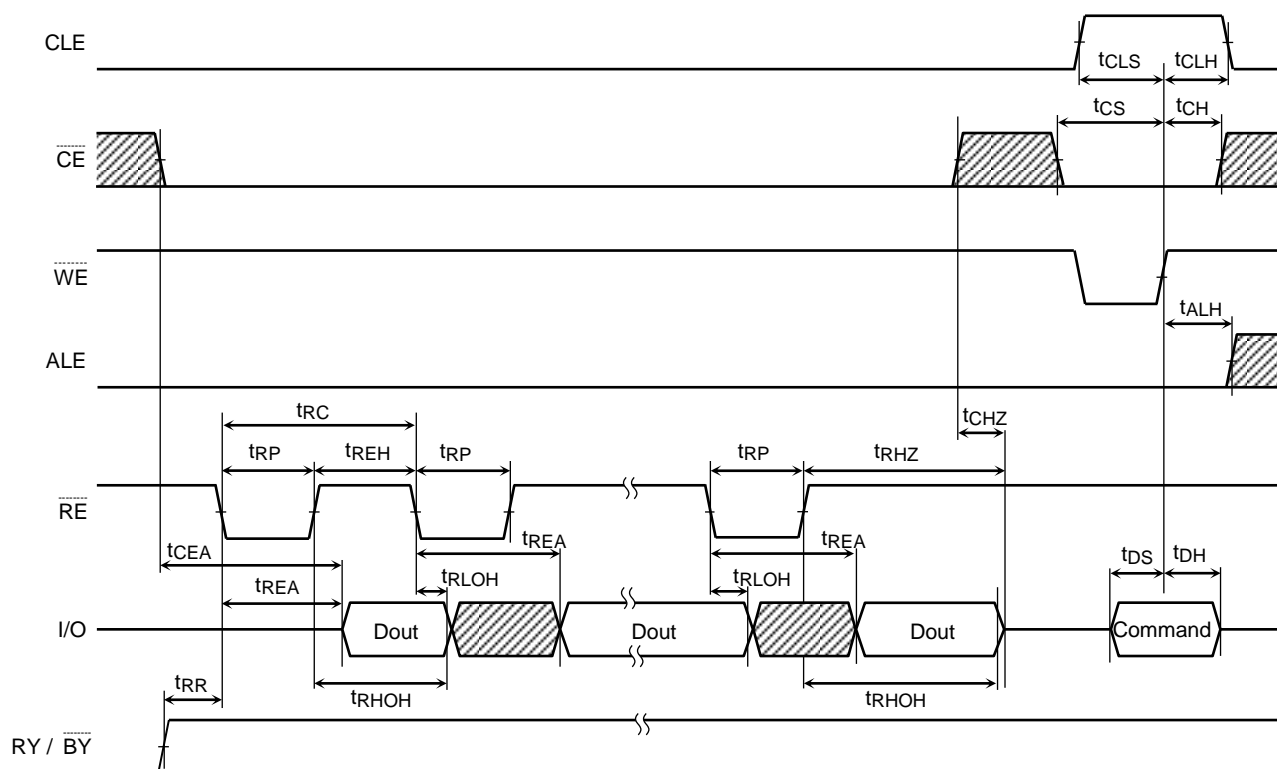 CLE
tCLS tCLH
tCS tCH
CE
WE
tALH
ALE
tRC
tCHZ
tRP tREH tRP tRP tRHZ
RE
tCEA tREA tREA
tREA tRLOH tRLOH tDS tDH
I/O Dout Dout Dout Command
tRR tRHOH tRHOH
RY / BY